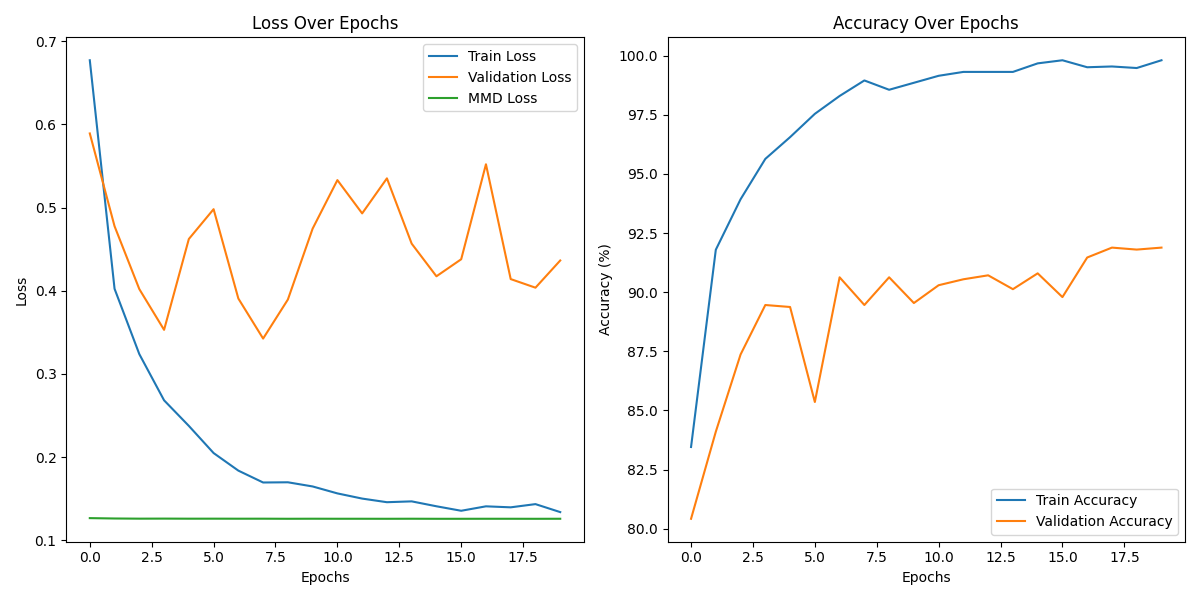 Loss Over Epochs
0.7
0.6
0.5
0.4
0.3
0.2
0.1
Loss
Train Loss
Validation Loss
MMD Loss
0.0 2.5 5.0 7.5 10.0 12.5 15.0 17.5
Epochs
Accuracy Over Epochs
100.0
97.5
95.0
92.5
90.0
87.5
85.0
82.5
80.0
Accuracy (%)
Train Accuracy
Validation Accuracy
0.0 2.5 5.0 7.5 10.0 12.5 15.0 17.5
Epochs